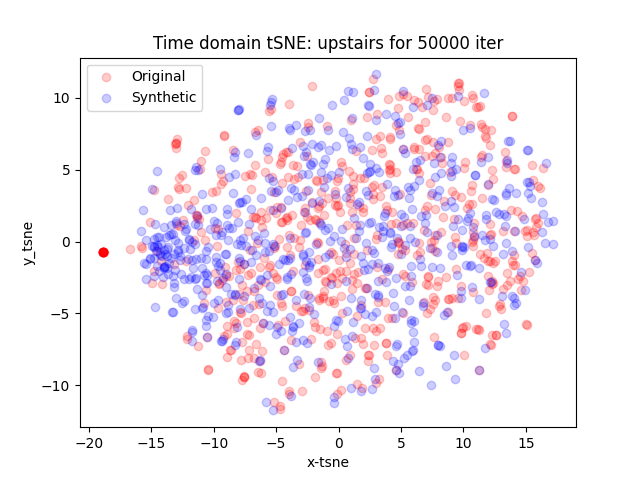 Time domain tSNE: upstairs for 50000 iter
Original
Synthetic
10
5
0
−5
−10
y_tsne
−20
−15
−10
−5
0
5
10
15
x-tsne